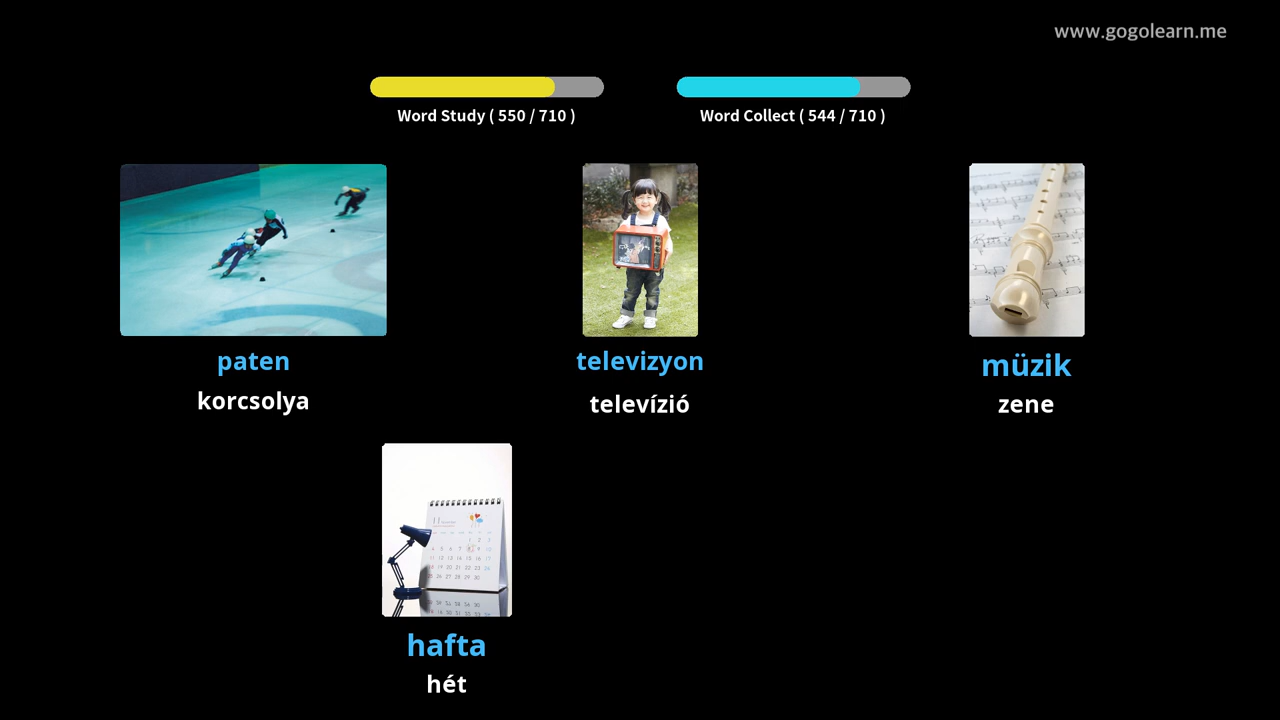 www.gogolearn.me
Word Study ( 550 / 710 )
Word Collect ( 544 / 710 )
paten
korcsolya
televizyon
televízió
müzik
zene
hafta
hét